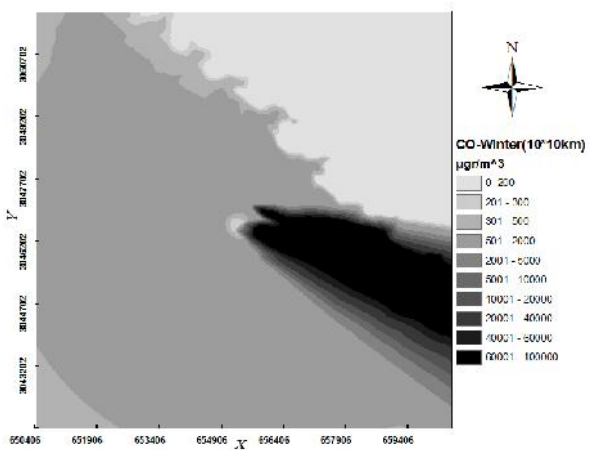 N
CO-Winter(10*10km)
µgr/m^3
0-200
201 - 300
301 - 500
501 - 2000
2001 - 5000
5001 - 10000
10001 - 20000
20001 - 40000
40001 - 60000
60001 - 100000
Y
650406 651906 653406 654906 656406 657906 659406
X